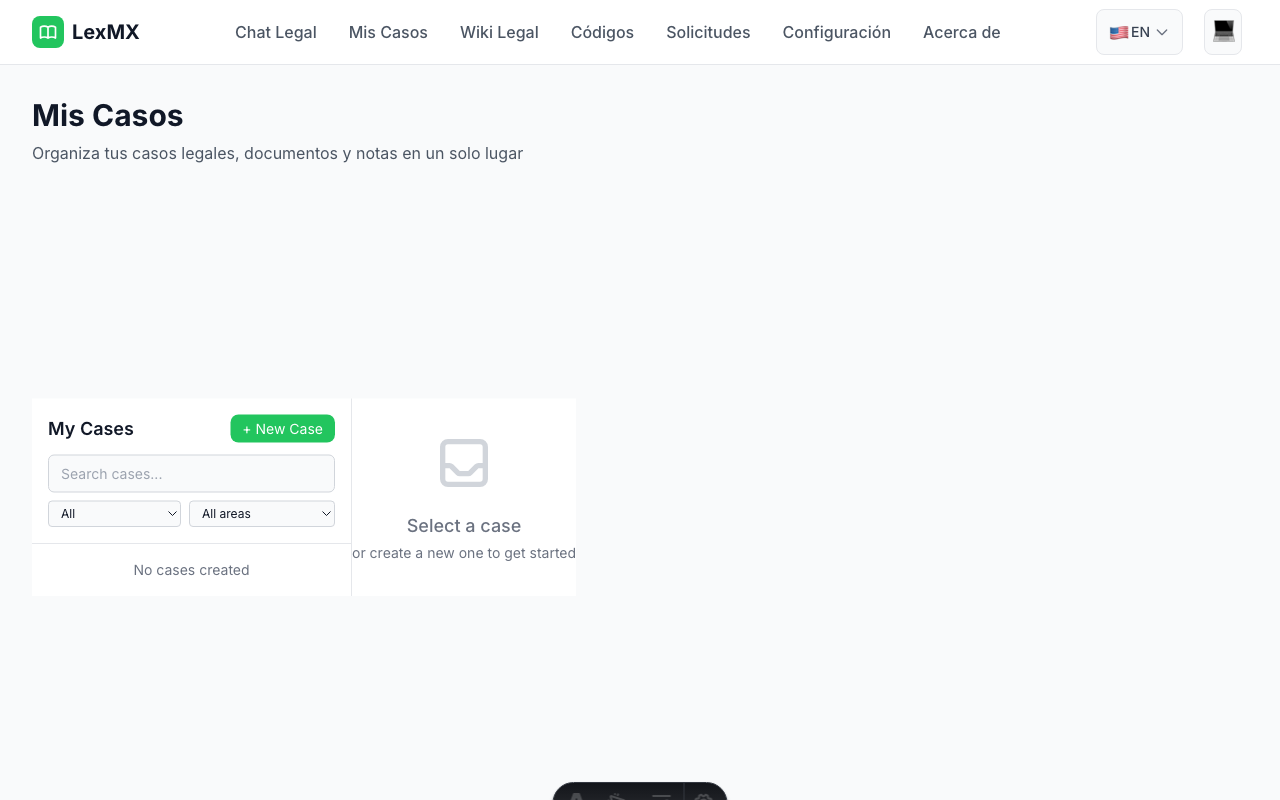 LexMX
Chat Legal
Mis Casos
Wiki Legal
Códigos
Solicitudes
Configuración
Acerca de
EN
Mis Casos
Organiza tus casos legales, documentos y notas en un solo lugar
My Cases
+ New Case
Search cases...
All
All areas
No cases created
Select a case
or create a new one to get started